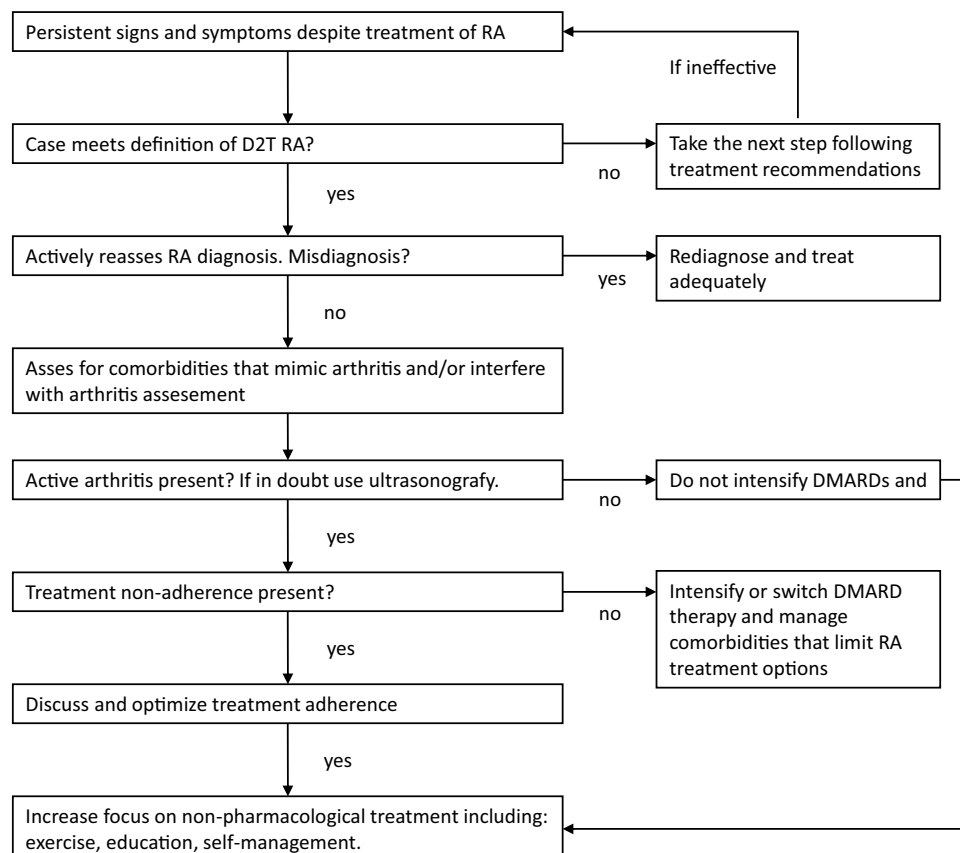 Persistent signs and symptoms despite treatment of RA
If ineffective
Case meets definition of D2T RA?
no
Take the next step following
treatment recommendations
yes
Actively reasses RA diagnosis. Misdiagnosis?
yes
Rediagnose and treat
adequately
no
Asses for comorbidities that mimic arthritis and/or interfere
with arthritis assesement
Active arthritis present? If in doubt use ultrasonografy.
no
Do not intensify DMARDs and
yes
Treatment non-adherence present?
no
Intensify or switch DMARD
therapy and manage
comorbidities that limit RA
treatment options
yes
Discuss and optimize treatment adherence
yes
Increase focus on non-pharmacological treatment including:
exercise, education, self-management.